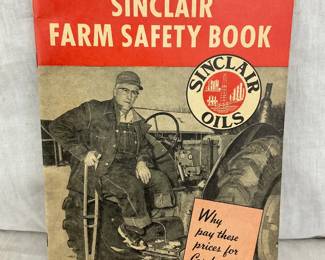 SINCLAIR
FARM SAFETY BOOK
SINCLAIR
OILS
Why
pay these
prices for